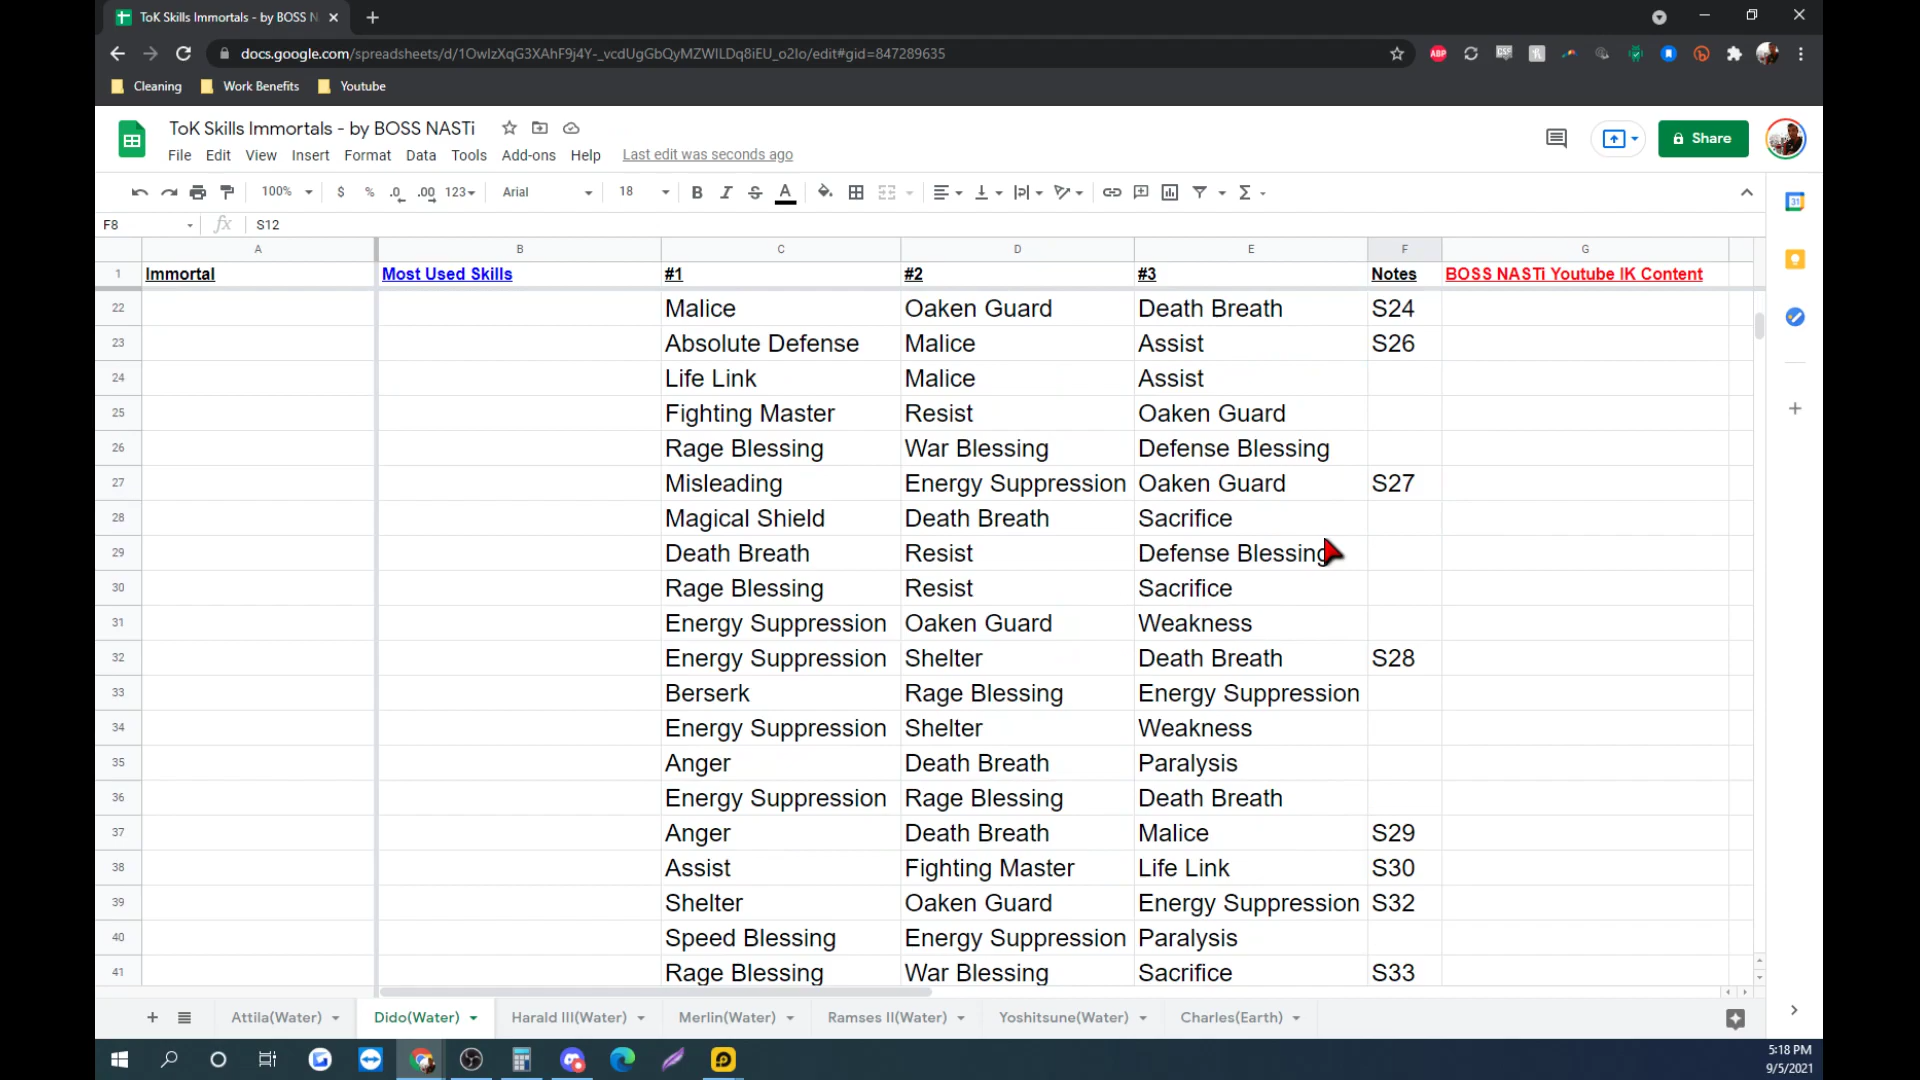 ToK Skills Immortals - by BOSS N
docs.google.com/spreadsheets/d/1OwIzXqG3XAhF9j4Y-_vcdUgGbQyMZWILDq8iEU_o2Io/edit#gid=847289635
Cleaning Work Benefits Youtube
ToK Skills Immortals - by BOSS NASTi
Share
File Edit View Insert Format Data Tools Add-ons Help Last edit was seconds ago
100% $ % .0 .00 123 Arial 18 B I S A
F8 fx S12
A B C D E F G
1 Immortal Most Used Skills #1 #2 #3 Notes BOSS NASTi Youtube IK Content
22 Malice Oaken Guard Death Breath S24
23 Absolute Defense Malice Assist S26
24 Life Link Malice Assist
25 Fighting Master Resist Oaken Guard
26 Rage Blessing War Blessing Defense Blessing
27 Misleading Energy Suppression Oaken Guard S27
28 Magical Shield Death Breath Sacrifice
29 Death Breath Resist Defense Blessing
30 Rage Blessing Resist Sacrifice
31 Energy Suppression Oaken Guard Weakness
32 Energy Suppression Shelter Death Breath S28
33 Berserk Rage Blessing Energy Suppression
34 Energy Suppression Shelter Weakness
35 Anger Death Breath Paralysis
36 Energy Suppression Rage Blessing Death Breath
37 Anger Death Breath Malice S29
38 Assist Fighting Master Life Link S30
39 Shelter Oaken Guard Energy Suppression S32
40 Speed Blessing Energy Suppression Paralysis
41 Rage Blessing War Blessing Sacrifice S33
Attila(Water) Dido(Water) Harald III(Water) Merlin(Water) Ramses II(Water) Yoshitsune(Water) Charles(Earth)
5:18 PM
9/5/2021